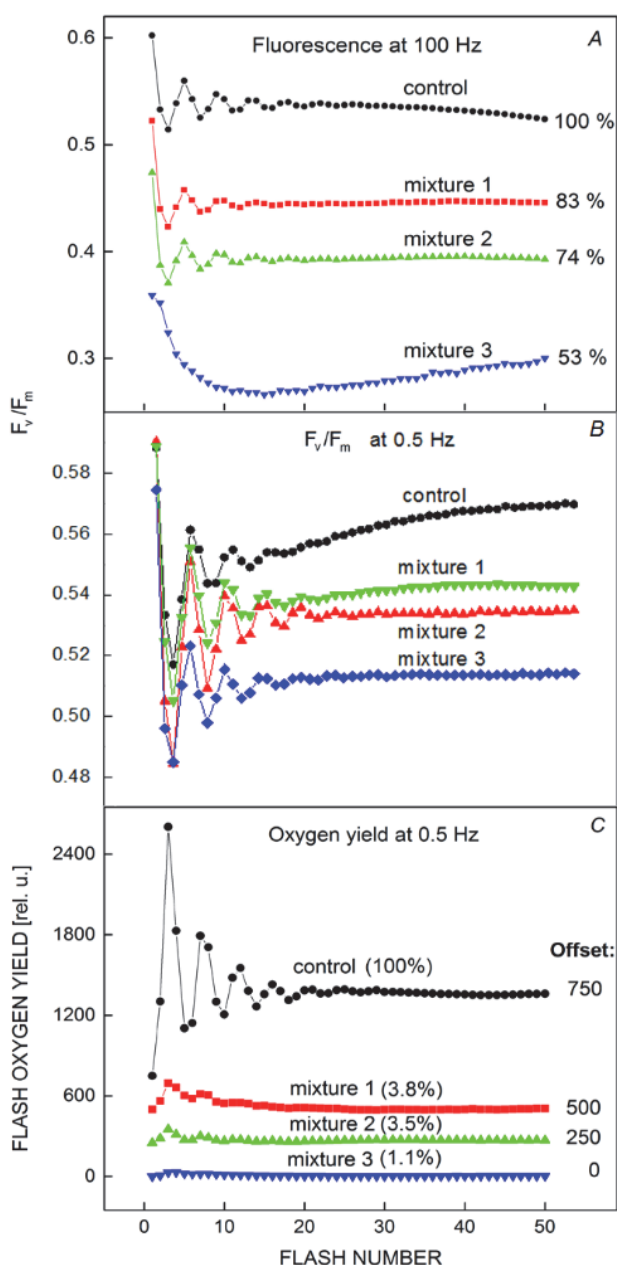 A
Fluorescence at 100 Hz
0.6
control
100 %
0.5
mixture 1
83 %
mixture 2
0.4
74 %
mixture 3
53 %
0.3
Fv/Fm
B
Fv/Fm at 0.5 Hz
0.58
control
0.56
mixture 1
0.54
mixture 2
mixture 3
0.52
0.50
0.48
C
Oxygen yield at 0.5 Hz
2400
1800
Offset:
control (100%)
750
1200
600
mixture 1 (3.8%)
500
mixture 2 (3.5%)
250
mixture 3 (1.1%)
0
0
FLASH OXYGEN YIELD [rel. u.]
0 10 20 30 40 50
FLASH NUMBER